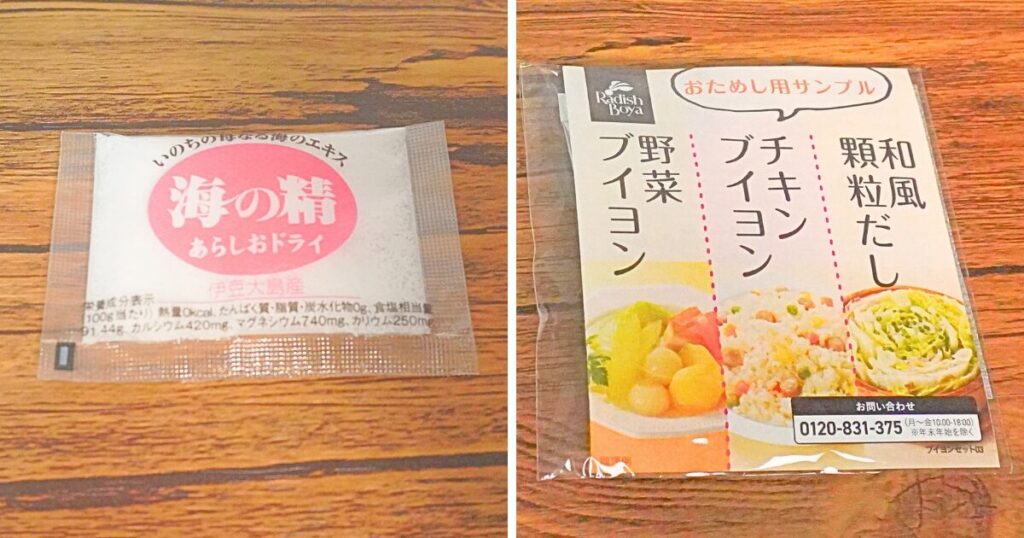 いのちの母なる海のエキス
海の精
あらしおドライ
伊豆大島産
栄養成分表示
(100g当たり) 熱量0kcal、たんぱく質・脂質・炭水化物0g、食塩相当量
91.44g、カルシウム420mg、マグネシウム740mg、カリウム250mg
Radish
Boya
おためし用サンプル
和風
顆粒だし
チキン
ブイヨン
野菜
ブイヨン
お問い合わせ
0120-831-375
(月〜金10:00-18:00)
※年末年始を除く
ブイヨンセット03